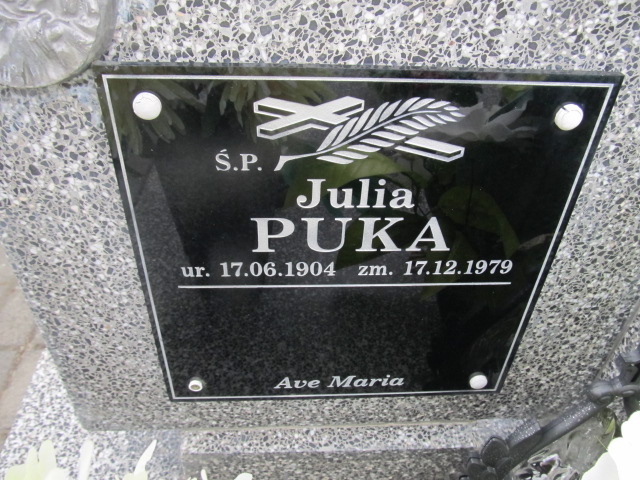 Ś.P.
Julia
PUKA
ur. 17.06.1904 zm. 17.12.1979
Ave Maria